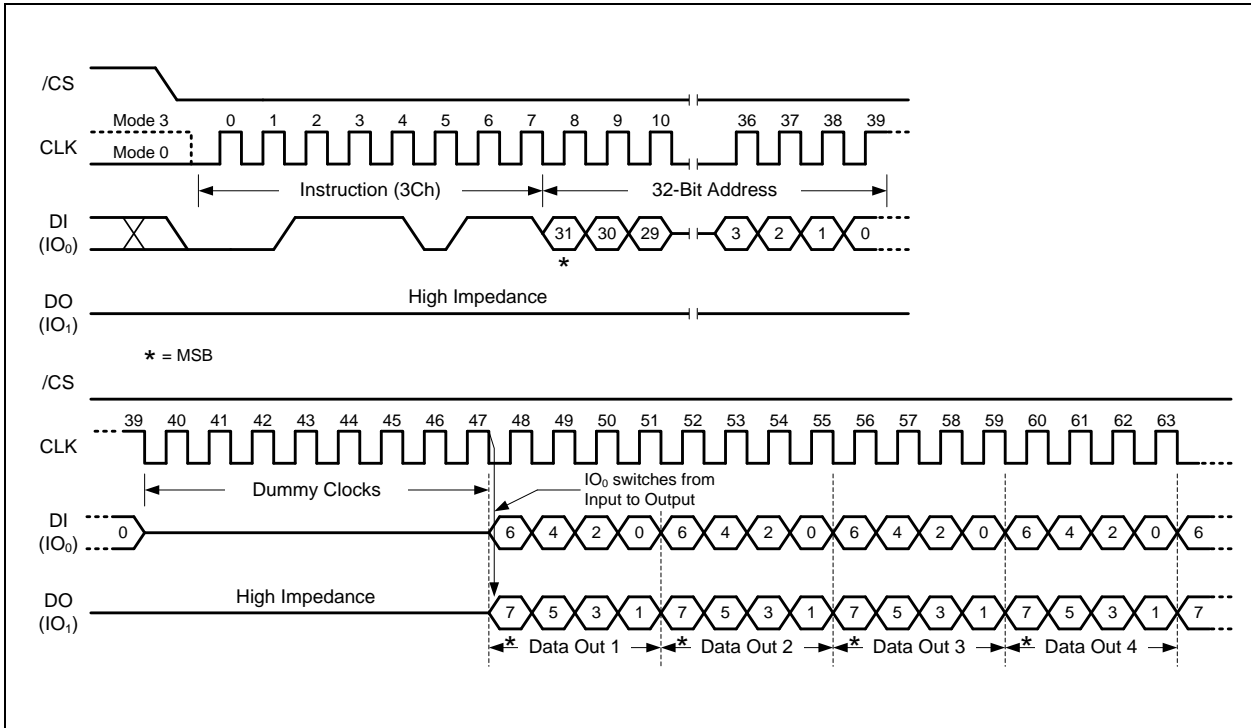 /CS
Mode 3
0 1 2 3 4 5 6 7 8 9 10 36 37 38 39
CLK
Mode 0
Instruction (3Ch) 32-Bit Address
DI
(IO0)
31 30 29 3 2 1 0
*
High Impedance
DO
(IO1)
* = MSB
/CS
39 40 41 42 43 44 45 46 47 48 49 50 51 52 53 54 55 56 57 58 59 60 61 62 63
CLK
Dummy Clocks
IO0 switches from
Input to Output
DI
(IO0)
0 6 4 2 0 6 4 2 0 6 4 2 0 6 4 2 0 6
High Impedance
DO
(IO1)
7 5 3 1 7 5 3 1 7 5 3 1 7 5 3 1 7
* Data Out 1 * Data Out 2 * Data Out 3 * Data Out 4